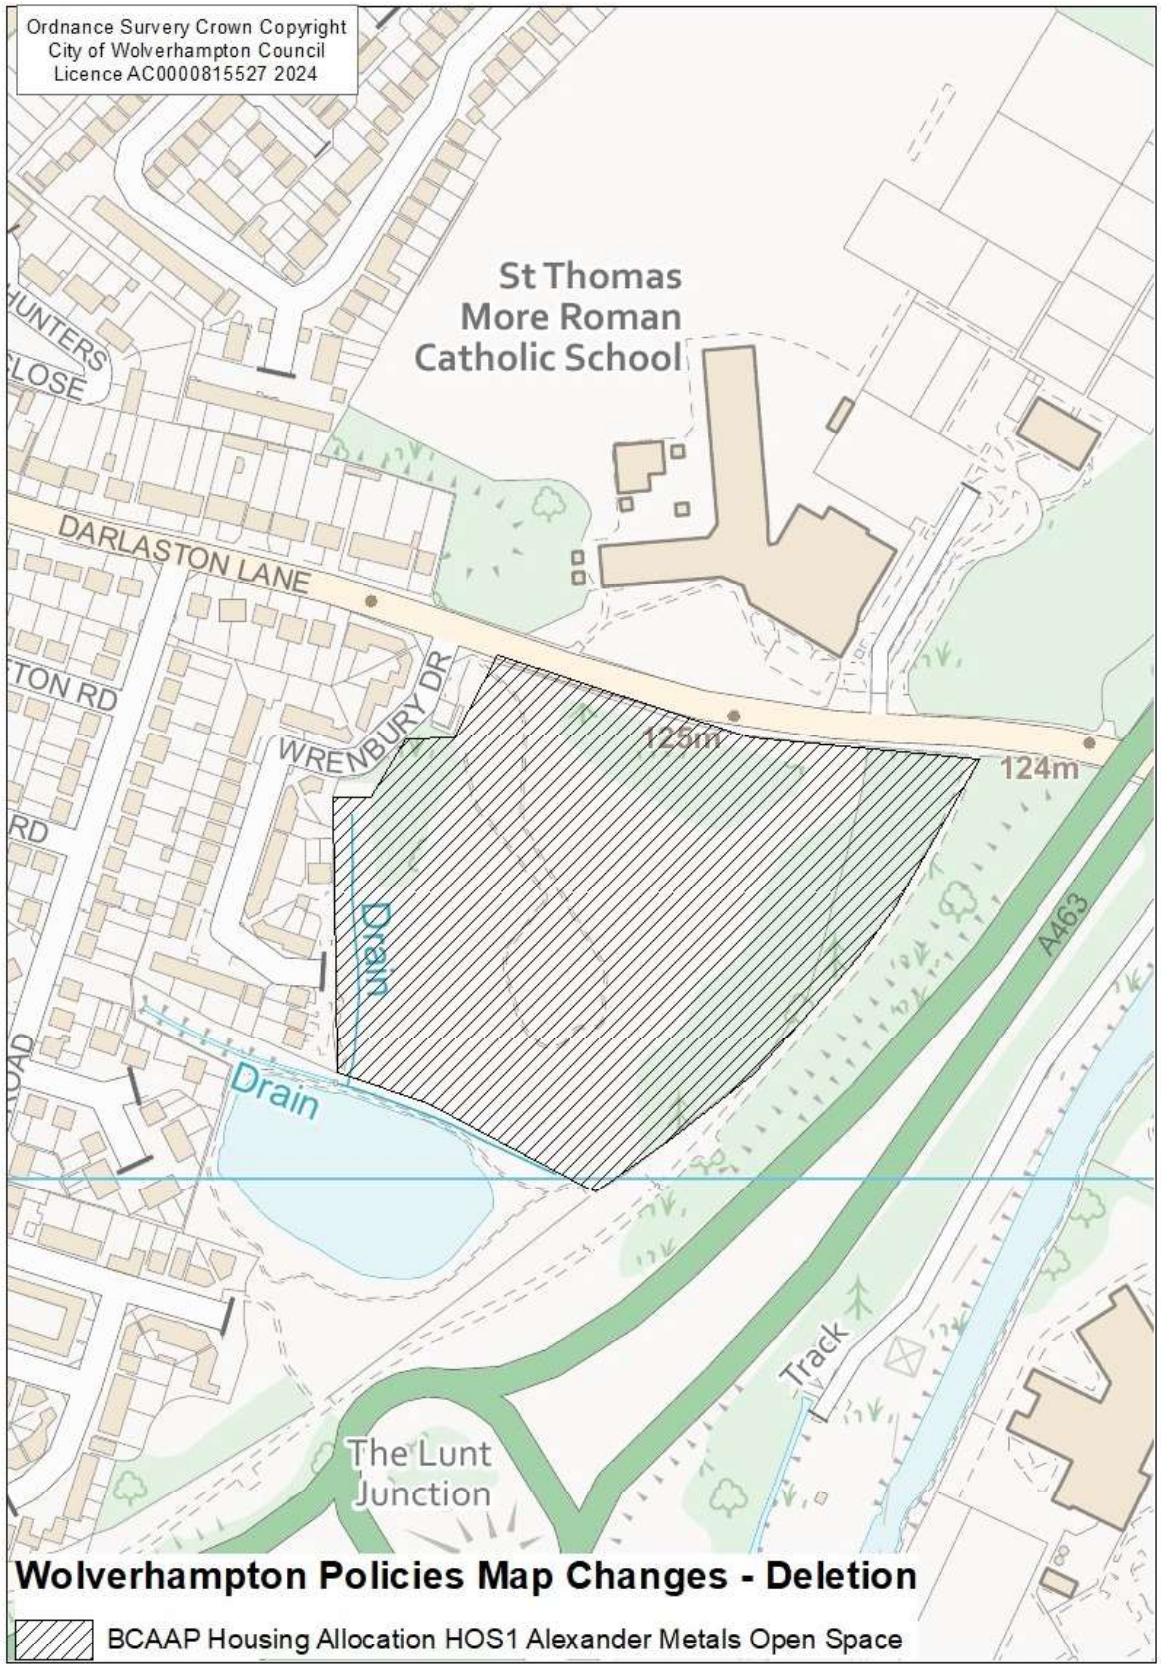 Ordnance Survery Crown Copyright
City of Wolverhampton Council
Licence AC0000815527 2024
St Thomas
More Roman
Catholic School
HUNTERS
CLOSE
DARLASTON LANE
TON RD
WRENBURY DR
125m
124m
RD
Drain
A463
ROAD
Drain
Track
The Lunt
Junction
Wolverhampton Policies Map Changes - Deletion
BCAAP Housing Allocation HOS1 Alexander Metals Open Space